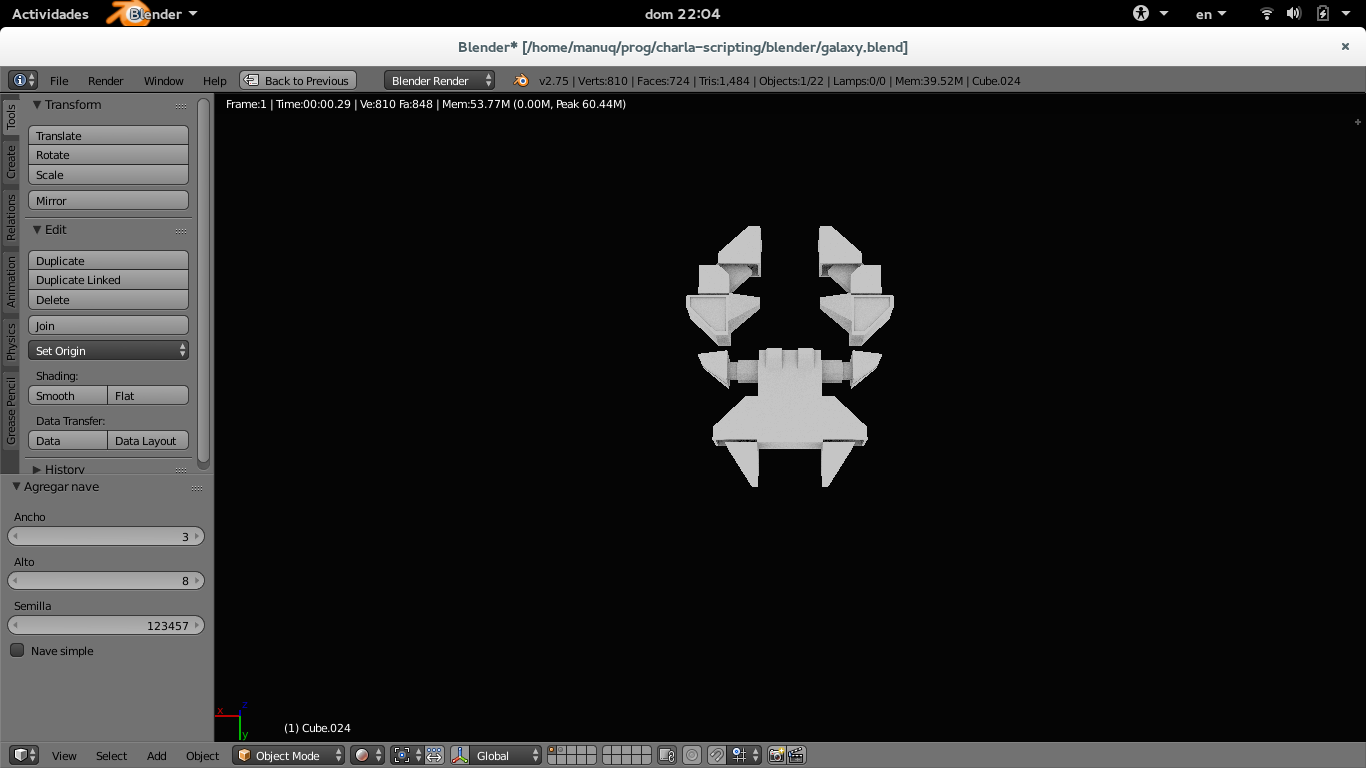 Actividades Blender dom 22:04 en
Blender* [/home/manuq/prog/charla-scripting/blender/galaxy.blend] ×
File Render Window Help Back to Previous Blender Render v2.75 | Verts:810 | Faces:724 | Tris:1,484 | Objects:1/22 | Lamps:0/0 | Mem:39.52M | Cube.024
Frame:1 | Time:00:00.29 | Ve:810 Fa:848 | Mem:53.77M (0.00M, Peak 60.44M)
Tools
Create
Relations
Animation
Physics
Grease Pencil
Transform
Translate
Rotate
Scale
Mirror
Edit
Duplicate
Duplicate Linked
Delete
Join
Set Origin
Shading:
Smooth Flat
Data Transfer:
Data Data Layout
History
Agregar nave
Ancho
3
Alto
8
Semilla
123457
Nave simple
x z
y
(1) Cube.024
View Select Add Object Object Mode Global